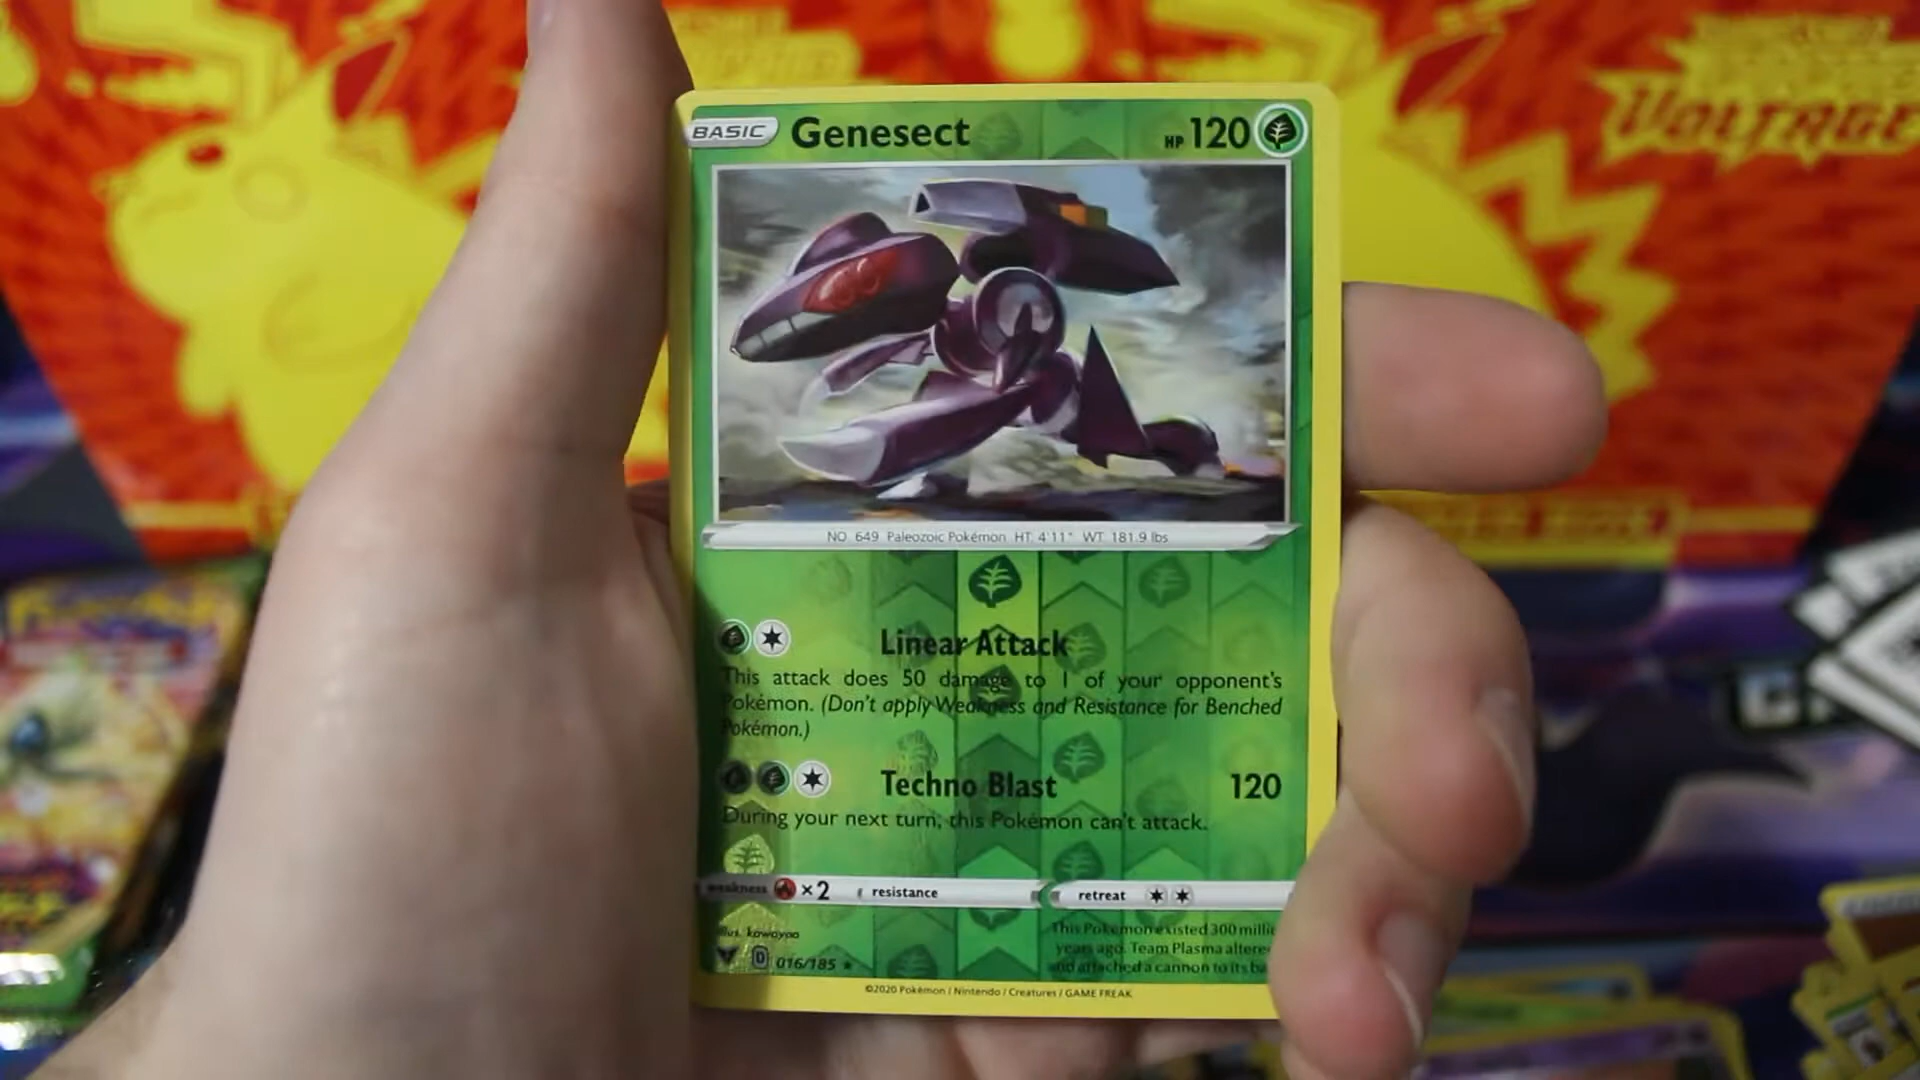 VOLTAGE
BASIC Genesect HP 120
NO. 649 Paleozoic Pokémon HT: 4'11" WT: 181.9 lbs
Linear Attack
This attack does 50 damage to 1 of your opponent's
Pokémon. (Don't apply Weakness and Resistance for Benched
Pokémon.)
Techno Blast 120
During your next turn, this Pokémon can't attack.
weakness ×2 resistance retreat
illus. kawayoo
This Pokémon existed 300 milli
years ago. Team Plasma altere
and attached a cannon to its ba
D 016/185 ★
©2020 Pokémon / Nintendo / Creatures / GAME FREAK